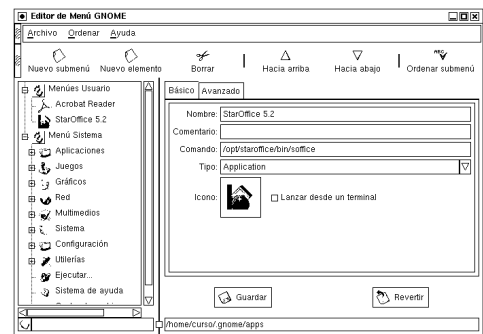 Editor de Menú GNOME
Archivo Ordenar Ayuda
Nuevo submenú Nuevo elemento Borrar Hacia arriba Hacia abajo Ordenar submenú
Menúes Usuario
Acrobat Reader
StarOffice 5.2
Menú Sistema
Aplicaciones
Juegos
Gráficos
Red
Multimedios
Sistema
Configuración
Utilerías
Ejecutar...
Sistema de ayuda
Básico Avanzado
Nombre: StarOffice 5.2
Comentario:
Comando: /opt/staroffice/bin/soffice
Tipo: Application
Icono: Lanzar desde un terminal
Guardar Revertir
/home/curso/.gnome/apps